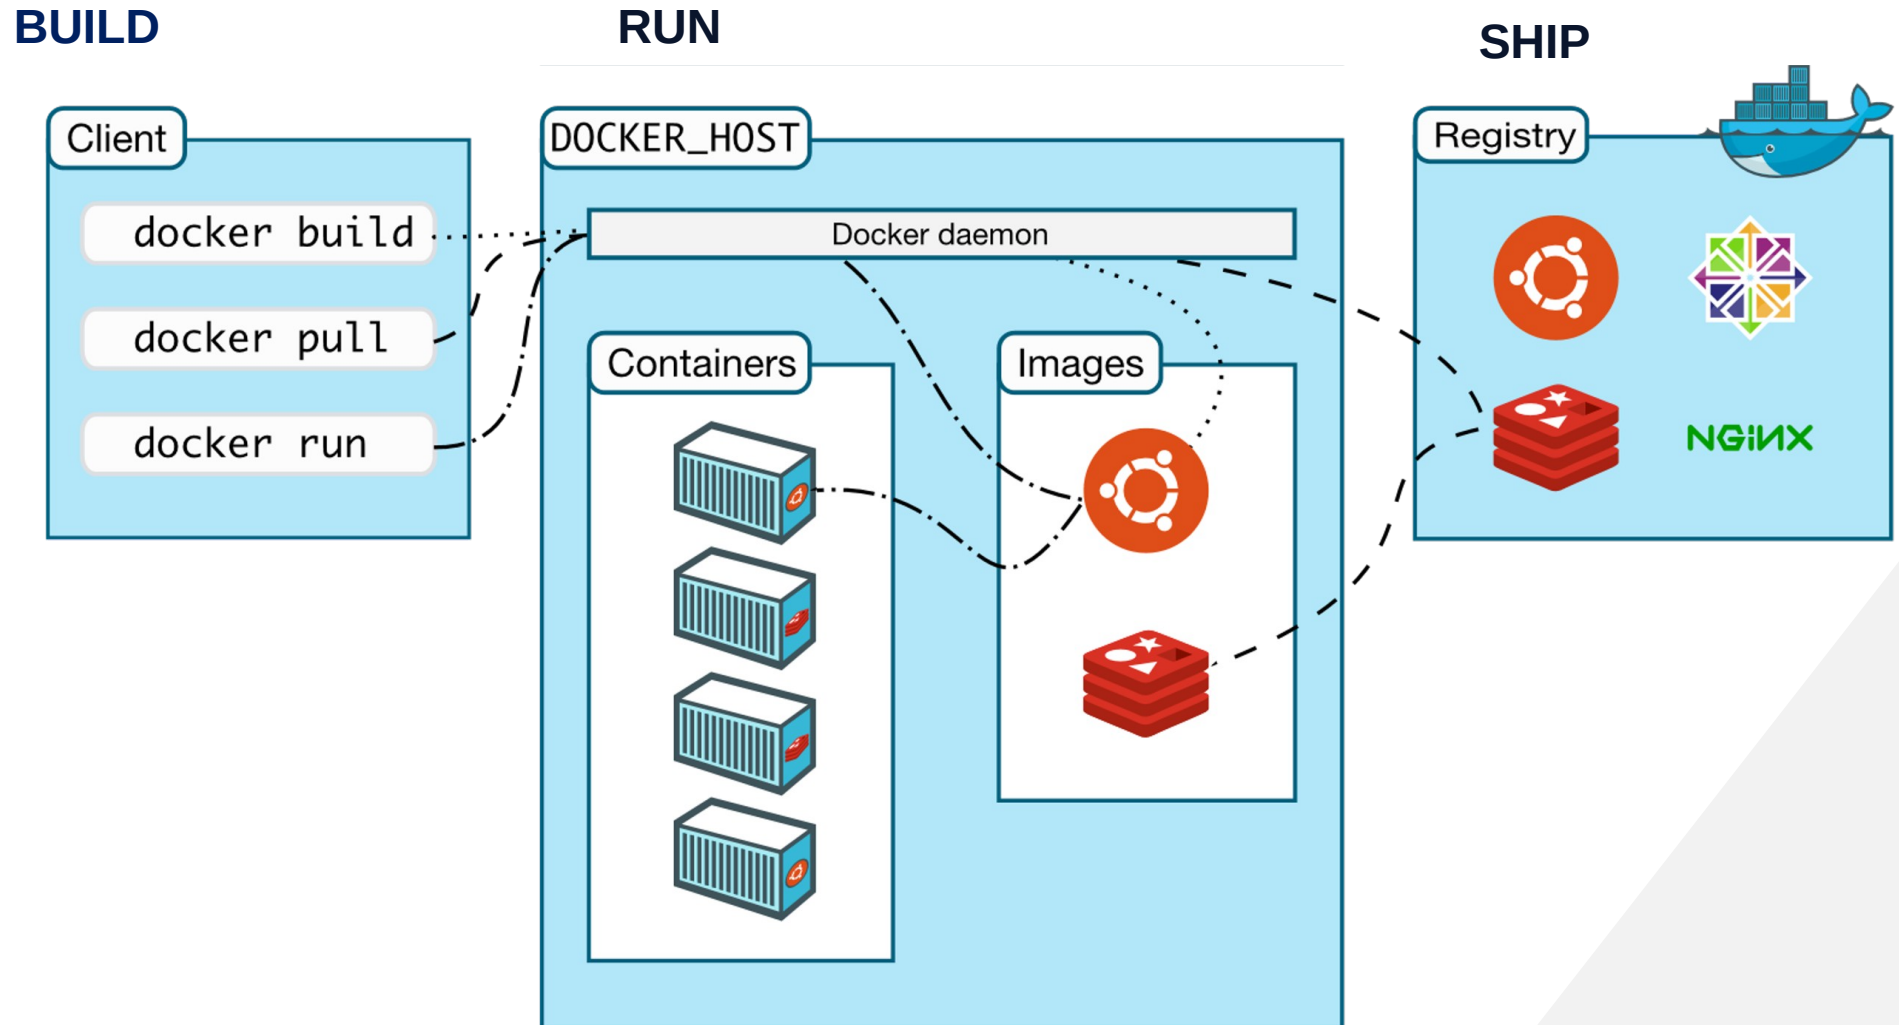 BUILD
RUN
SHIP
Client
docker build
docker pull
docker run
DOCKER_HOST
Docker daemon
Containers
Images
Registry
NGiNX